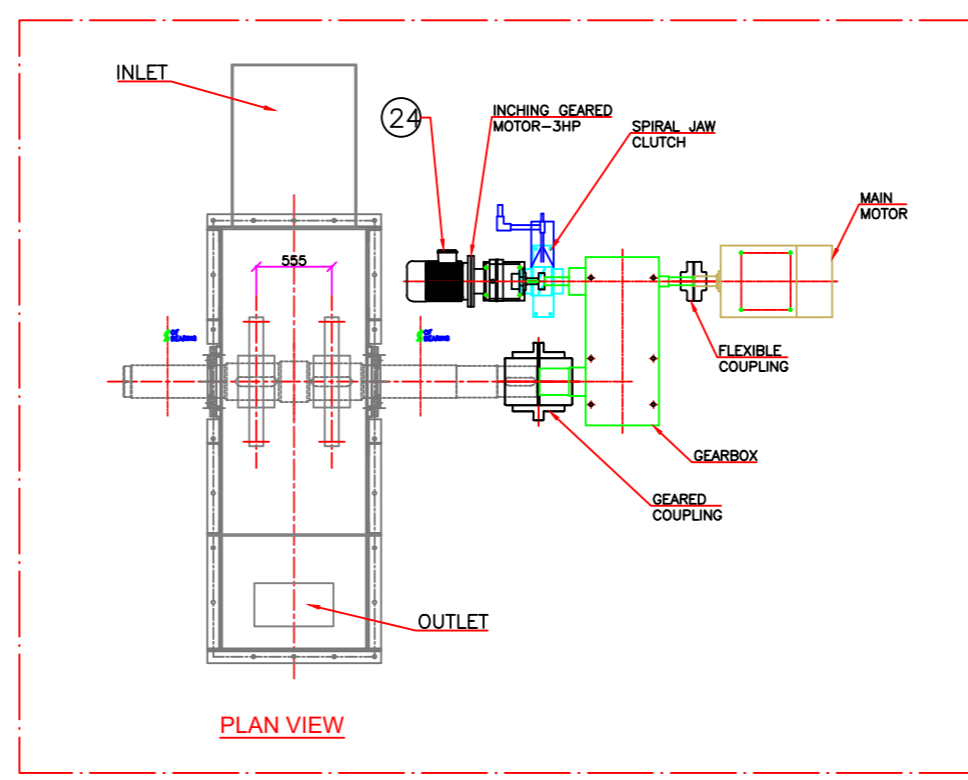 INLET
24
INCHING GEARED
MOTOR-3HP
SPIRAL JAW
CLUTCH
MAIN
MOTOR
555
FLEXIBLE
COUPLING
GEARBOX
GEARED
COUPLING
OUTLET
PLAN VIEW